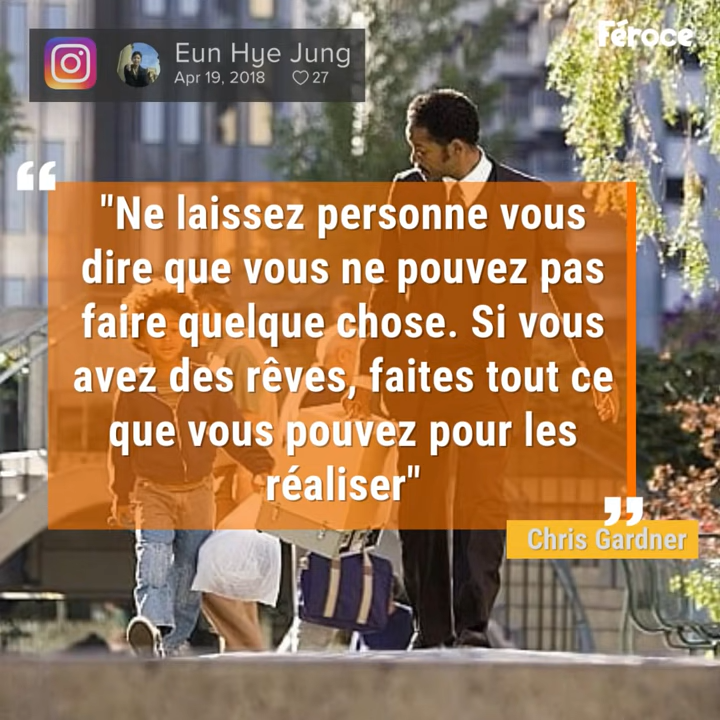 Féroce
Eun Hye Jung
Apr 19, 2018 ♡ 27
"Ne laissez personne vous
dire que vous ne pouvez pas
faire quelque chose. Si vous
avez des rêves, faites tout ce
que vous pouvez pour les
réaliser"
Chris Gardner